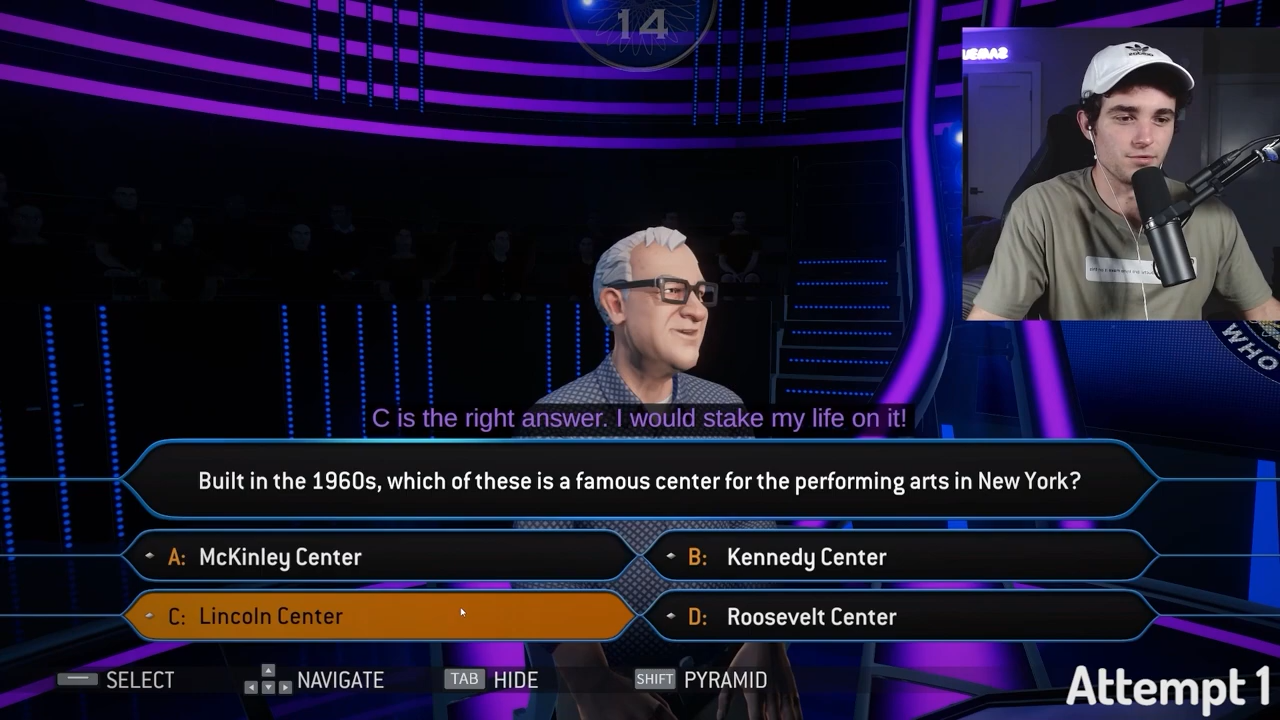 14
C is the right answer. I would stake my life on it!
Built in the 1960s, which of these is a famous center for the performing arts in New York?
A: McKinley Center
B: Kennedy Center
C: Lincoln Center
D: Roosevelt Center
SELECT
NAVIGATE
TAB HIDE
SHIFT PYRAMID
WHO
Attempt 1